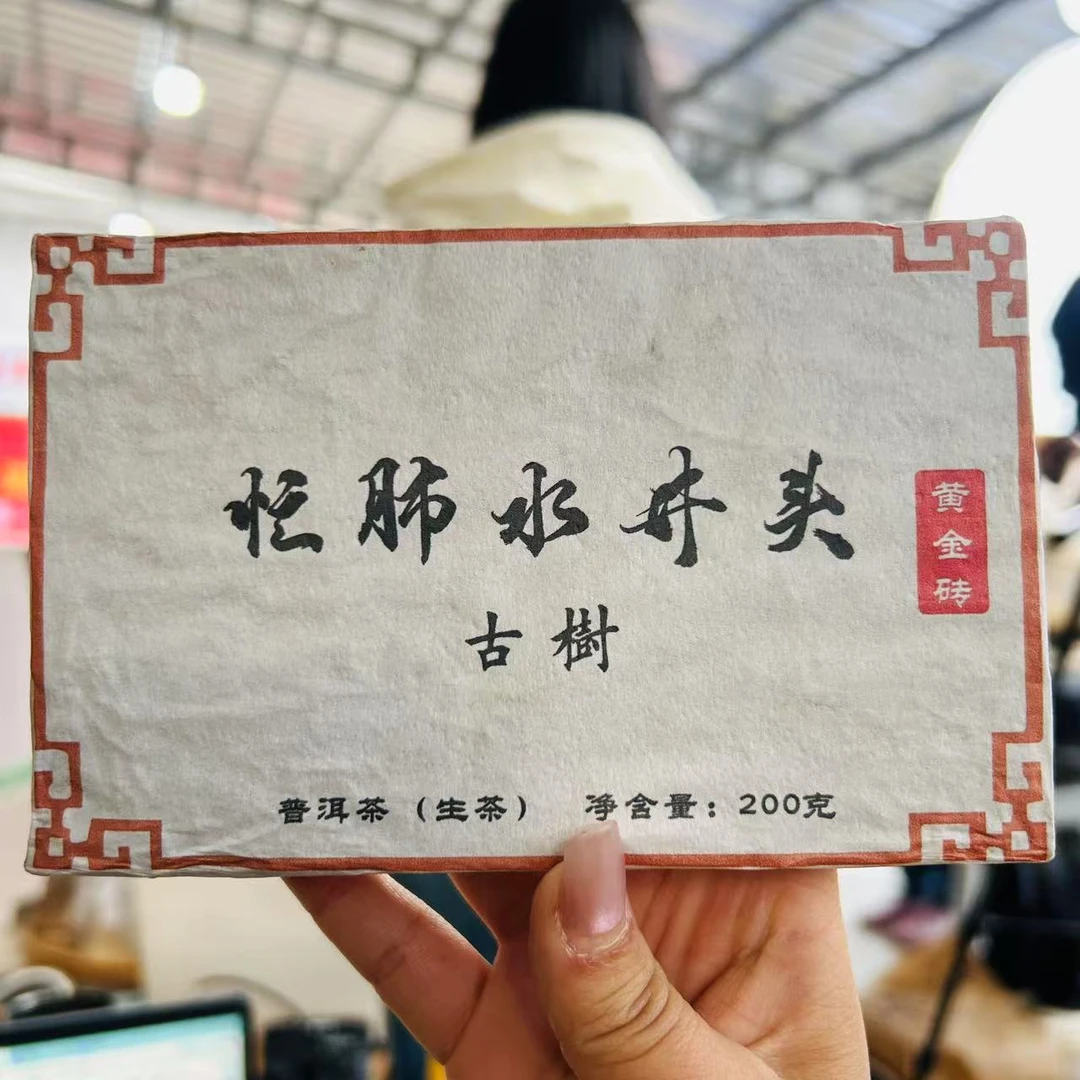 忙肺水井头
黄金砖
古樹
普洱茶（生茶） 净含量：200克